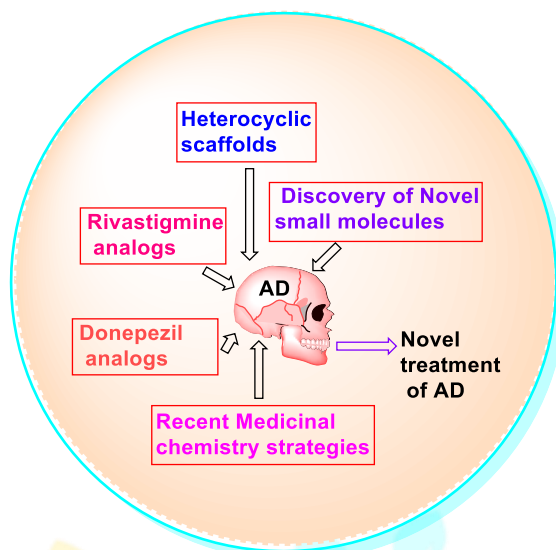 Heterocyclic
scaffolds
Discovery of Novel
small molecules
Rivastigmine
analogs
AD
Donepezil
analogs
Novel
treatment
of AD
Recent Medicinal
chemistry strategies